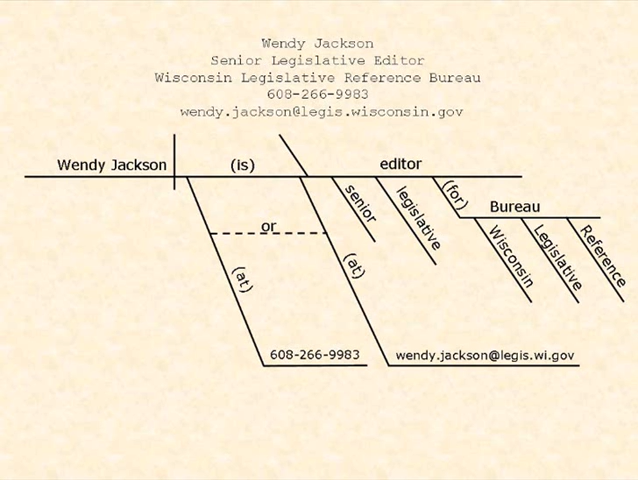 Wendy Jackson
Senior Legislative Editor
Wisconsin Legislative Reference Bureau
608-266-9983
wendy.jackson@legis.wisconsin.gov
Wendy Jackson (is) editor
senior
legislative
(for)
Bureau
Wisconsin
Legislative
Reference
or
(at)
(at)
608-266-9983
wendy.jackson@legis.wi.gov